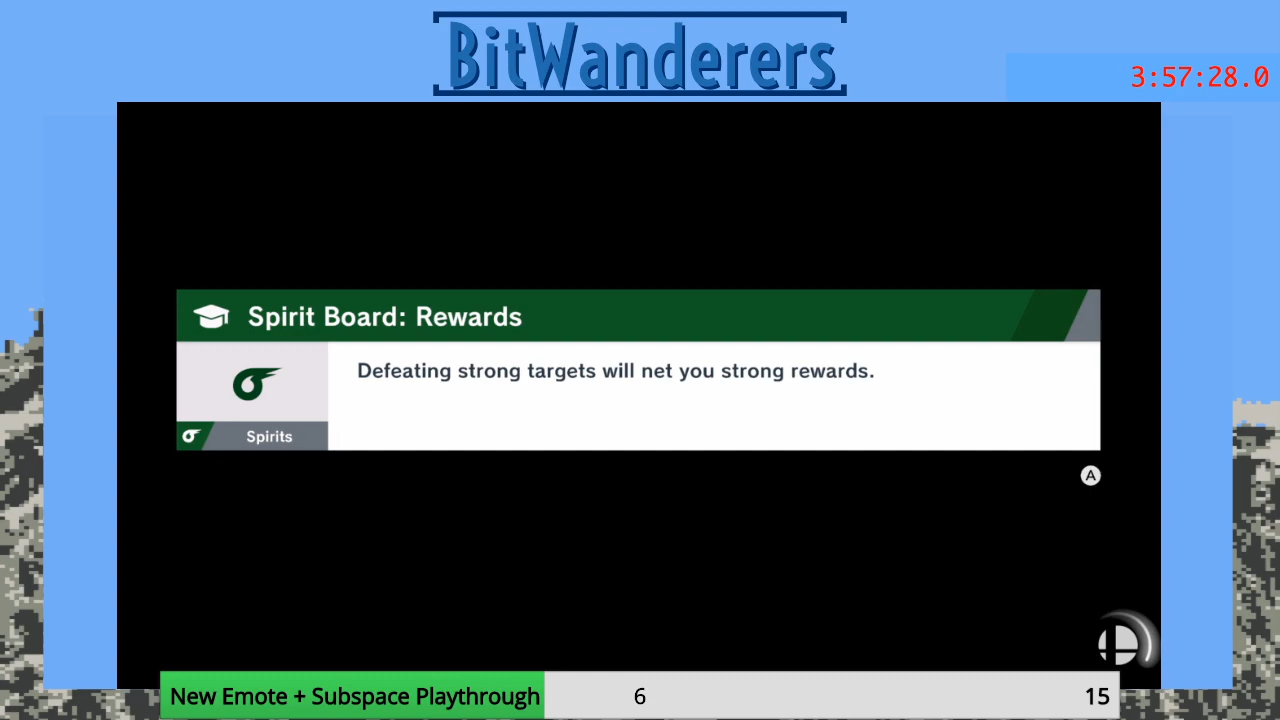 BitWanderers
3:57:28.0
Spirit Board: Rewards
Defeating strong targets will net you strong rewards.
Spirits
A
New Emote + Subspace Playthrough 6 15